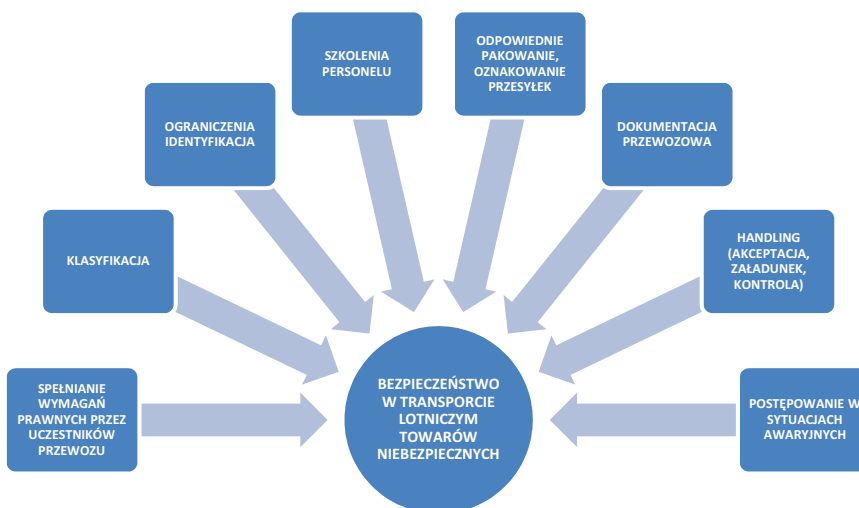 SPEŁNIANIE
WYMAGAŃ
PRAWNYCH PRZEZ
UCZESTNIKÓW
PRZEWOZU
KLASYFIKACJA
OGRANICZENIA
IDENTYFIKACJA
SZKOLENIA
PERSONELU
ODPOWIEDNIE
PAKOWANIE,
OZNAKOWANIE
PRZESYŁEK
DOKUMENTACJA
PRZEWOZOWA
HANDLING
(AKCEPTACJA,
ZAŁADUNEK,
KONTROLA)
POSTĘPOWANIE W
SYTUACJACH
AWARYJNYCH
BEZPIECZEŃSTWO
W TRANSPORCIE
LOTNICZYM
TOWARÓW
NIEBEZPIECZNYCH